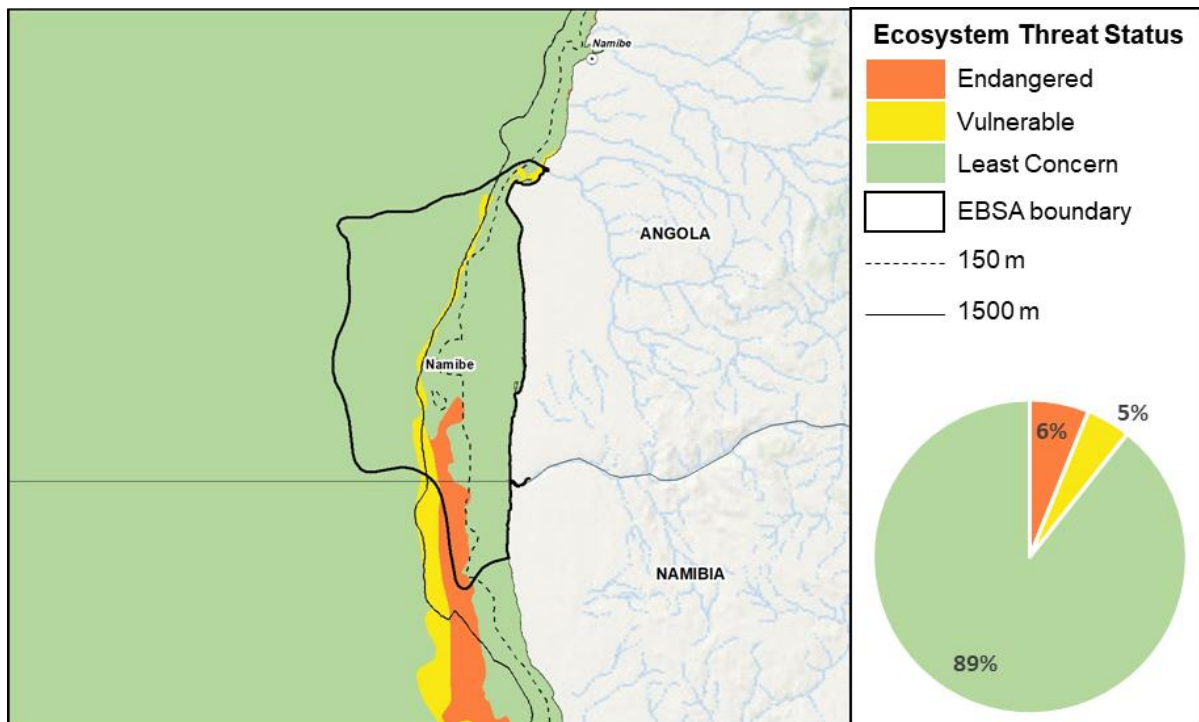 Namibe
ANGOLA
Namibe
NAMIBIA
Ecosystem Threat Status
Endangered
Vulnerable
Least Concern
EBSA boundary
150 m
1500 m
6%
5%
89%